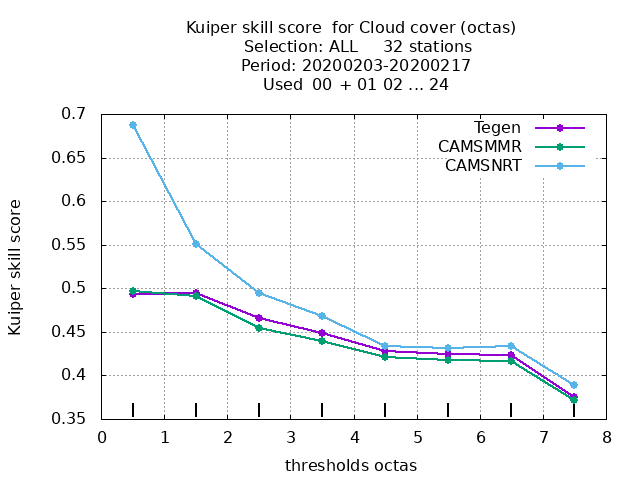 Kuiper skill score  for Cloud cover (octas)
Selection: ALL     32 stations
Period: 20200203-20200217
Used  00 + 01 02 ... 24
Tegen
CAMSMMR
CAMSNRT
0.7
0.65
0.6
0.55
0.5
0.45
0.4
0.35
Kuiper skill score
0 1 2 3 4 5 6 7 8
thresholds octas